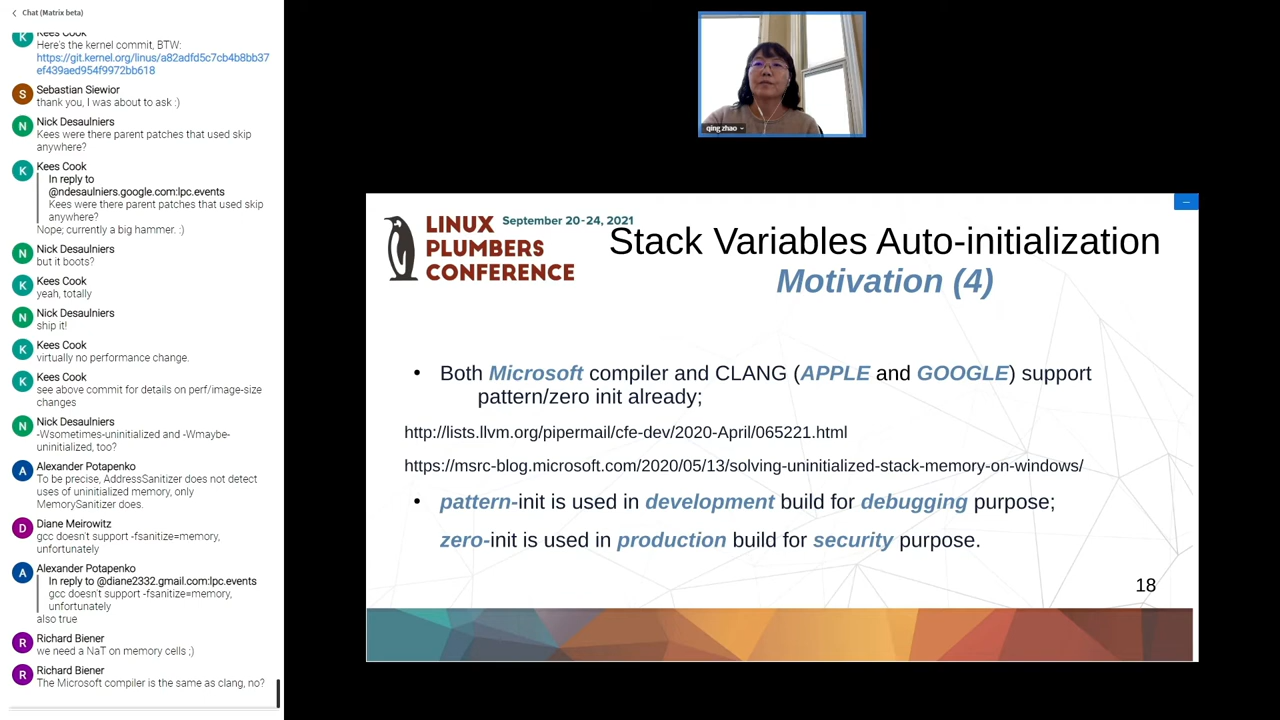 Chat (Matrix beta)
K
Kees Cook
Here's the kernel commit, BTW:
https://git.kernel.org/linus/a82adfd5c7cb4b8bb37
ef439aed954f9972bb618
S
Sebastian Siewior
thank you, I was about to ask :)
N
Nick Desaulniers
Kees were there parent patches that used skip
anywhere?
K
Kees Cook
In reply to
@ndesaulniers.google.com:lpc.events
Kees were there parent patches that used skip
anywhere?
Nope; currently a big hammer. :)
N
Nick Desaulniers
but it boots?
K
Kees Cook
yeah, totally
N
Nick Desaulniers
ship it!
K
Kees Cook
virtually no performance change.
K
Kees Cook
see above commit for details on perf/image-size
changes
N
Nick Desaulniers
-Wsometimes-uninitialized and -Wmaybe-
uninitialized, too?
A
Alexander Potapenko
To be precise, AddressSanitizer does not detect
uses of uninitialized memory, only
MemorySanitizer does.
D
Diane Meirowitz
gcc doesn't support -fsanitize=memory,
unfortunately
A
Alexander Potapenko
In reply to @diane2332.gmail.com:lpc.events
gcc doesn't support -fsanitize=memory,
unfortunately
also true
R
Richard Biener
we need a NaT on memory cells ;)
R
Richard Biener
The Microsoft compiler is the same as clang, no?
qing zhao
LINUX
PLUMBERS
CONFERENCE
September 20-24, 2021
Stack Variables Auto-initialization
Motivation (4)
• Both Microsoft compiler and CLANG (APPLE and GOOGLE) support
pattern/zero init already;
http://lists.llvm.org/pipermail/cfe-dev/2020-April/065221.html
https://msrc-blog.microsoft.com/2020/05/13/solving-uninitialized-stack-memory-on-windows/
• pattern-init is used in development build for debugging purpose;
zero-init is used in production build for security purpose.
18